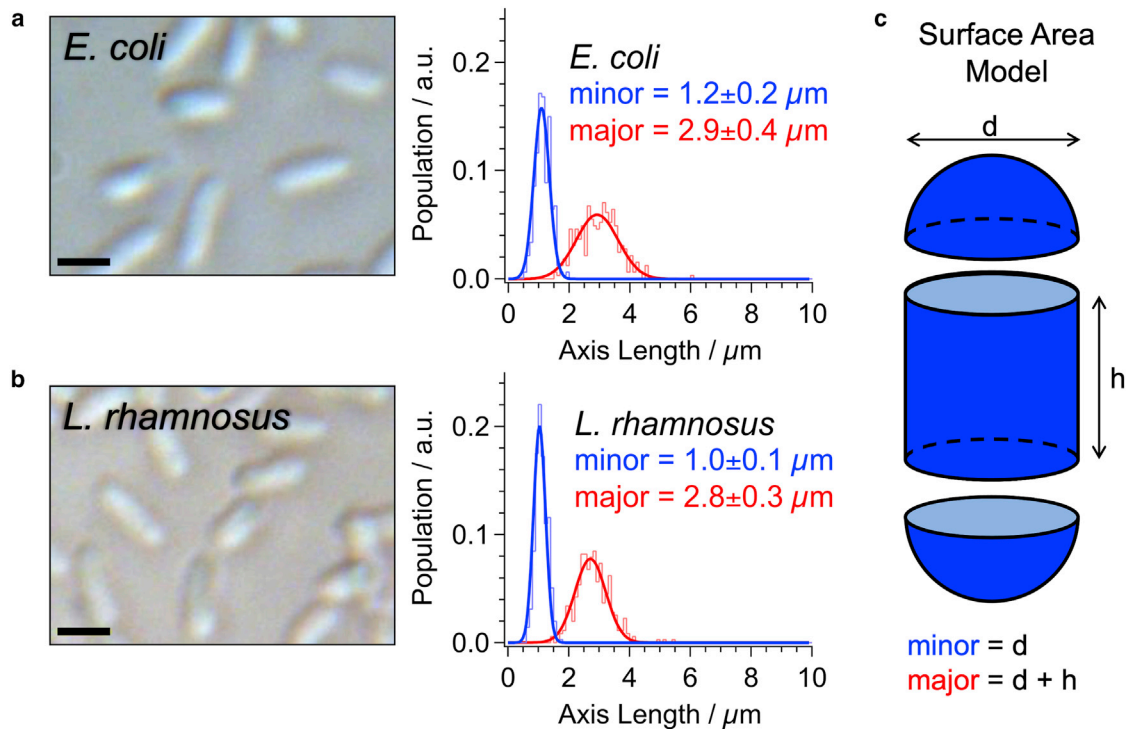 a
E. coli
0.2
0.1
0.0
Population / a.u.
E. coli
minor = 1.2±0.2 µm
major = 2.9±0.4 µm
0 2 4 6 8 10
Axis Length / µm
b
L. rhamnosus
0.2
0.1
0.0
Population / a.u.
L. rhamnosus
minor = 1.0±0.1 µm
major = 2.8±0.3 µm
0 2 4 6 8 10
Axis Length / µm
c
Surface Area
Model
d
h
minor = d
major = d + h